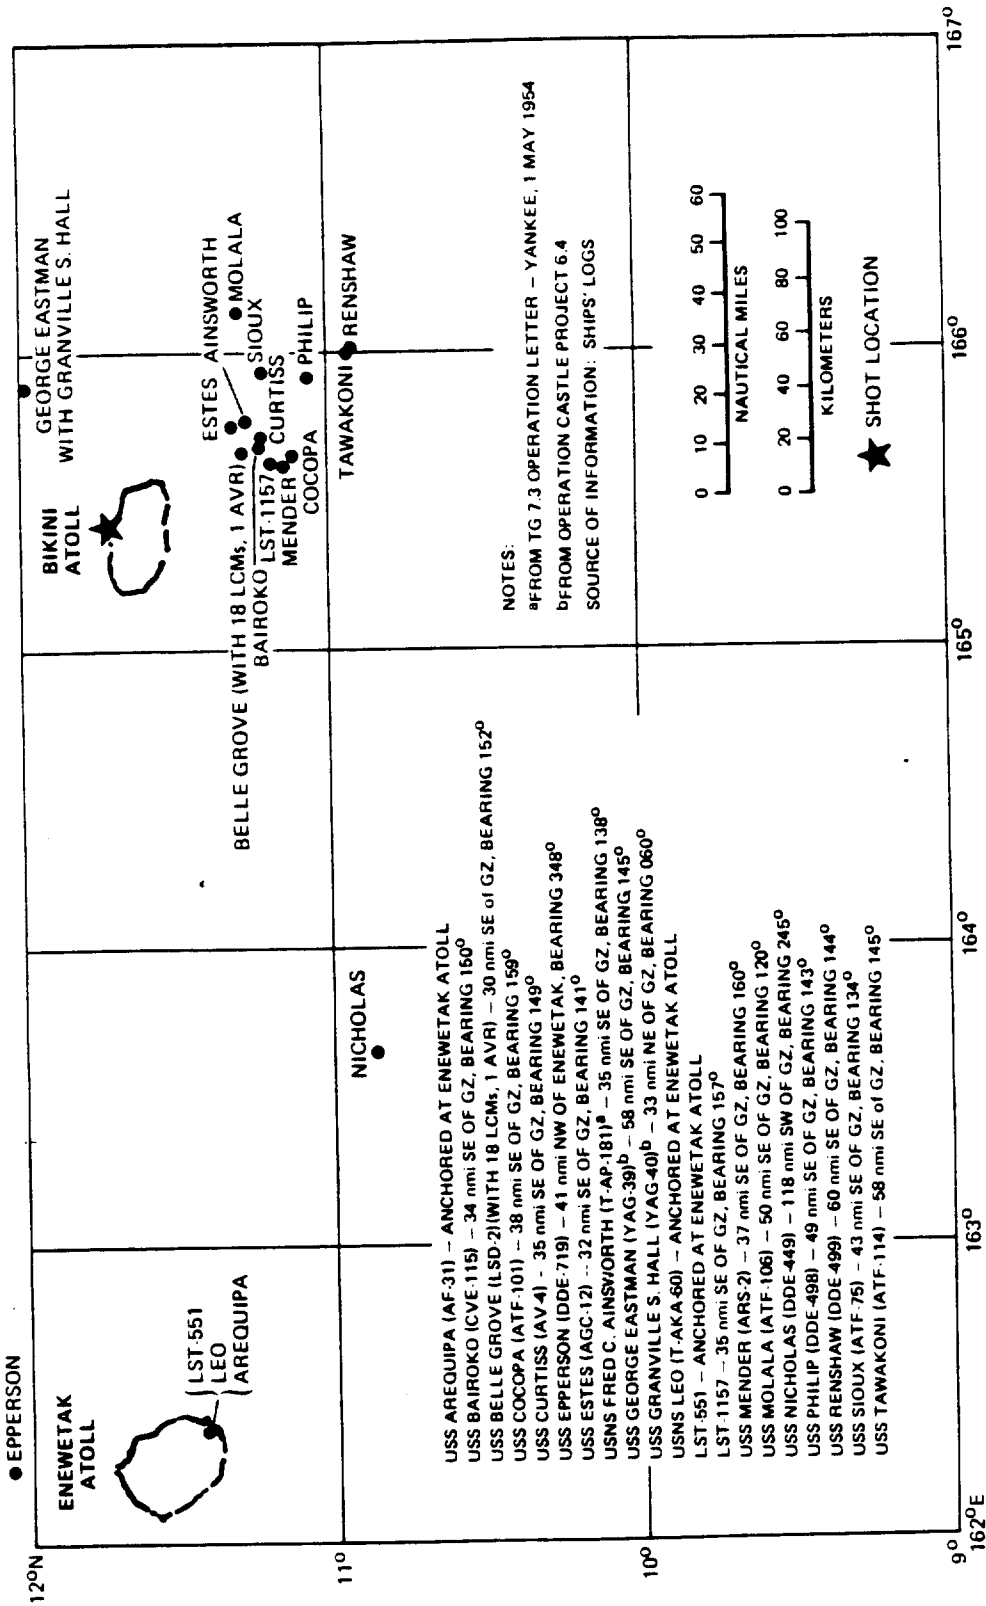 EPPERSON
GEORGE EASTMAN
WITH GRANVILLE S. HALL
12°N
ENEWETAK
ATOLL
BIKINI
ATOLL
LST-551
LEO
AREQUIPA
ESTES
AINSWORTH
MOLALA
BELLE GROVE (WITH 18 LCMs, 1 AVR)
BAIROKO
SIOUX
CURTISS
LST-1157
MENDER
COCOPA
PHILIP
11°
NICHOLAS
TAWAKONI
RENSHAW
USS AREQUIPA (AF-31) – ANCHORED AT ENEWETAK ATOLL
USS BAIROKO (CVE-115) – 34 nmi SE OF GZ, BEARING 150°
USS BELLE GROVE (LSD-2)(WITH 18 LCMs, 1 AVR) – 30 nmi SE of GZ, BEARING 152°
USS COCOPA (ATF-101) – 38 nmi SE OF GZ, BEARING 159°
USS CURTISS (AV-4) - 35 nmi SE OF GZ, BEARING 149°
USS EPPERSON (DDE-719) – 41 nmi NW OF ENEWETAK, BEARING 348°
USS ESTES (AGC-12) – 32 nmi SE OF GZ, BEARING 141°
USNS FRED C. AINSWORTH (T-AP-181)a – 35 nmi SE OF GZ, BEARING 138°
USS GEORGE EASTMAN (YAG-39)b – 58 nmi SE OF GZ, BEARING 145°
USS GRANVILLE S. HALL (YAG-40)b – 33 nmi NE OF GZ, BEARING 060°
USNS LEO (T-AKA-60) – ANCHORED AT ENEWETAK ATOLL
LST-551 – ANCHORED AT ENEWETAK ATOLL
LST-1157 – 35 nmi SE OF GZ, BEARING 157°
USS MENDER (ARS-2) – 37 nmi SE OF GZ, BEARING 160°
USS MOLALA (ATF-106) – 50 nmi SE OF GZ, BEARING 120°
USS NICHOLAS (DDE-449) – 118 nmi SW OF GZ, BEARING 245°
USS PHILIP (DDE-498) – 49 nmi SE OF GZ, BEARING 143°
USS RENSHAW (DDE-499) – 60 nmi SE OF GZ, BEARING 144°
USS SIOUX (ATF-75) – 43 nmi SE OF GZ, BEARING 134°
USS TAWAKONI (ATF-114) – 58 nmi SE of GZ, BEARING 145°
NOTES:
aFROM TG 7.3 OPERATION LETTER – YANKEE, 1 MAY 1954
bFROM OPERATION CASTLE PROJECT 6.4
SOURCE OF INFORMATION: SHIPS' LOGS
10°
0 10 20 30 40 50 60
NAUTICAL MILES
0 20 40 60 80 100
KILOMETERS
SHOT LOCATION
9°
162°E 163° 164° 165° 166° 167°